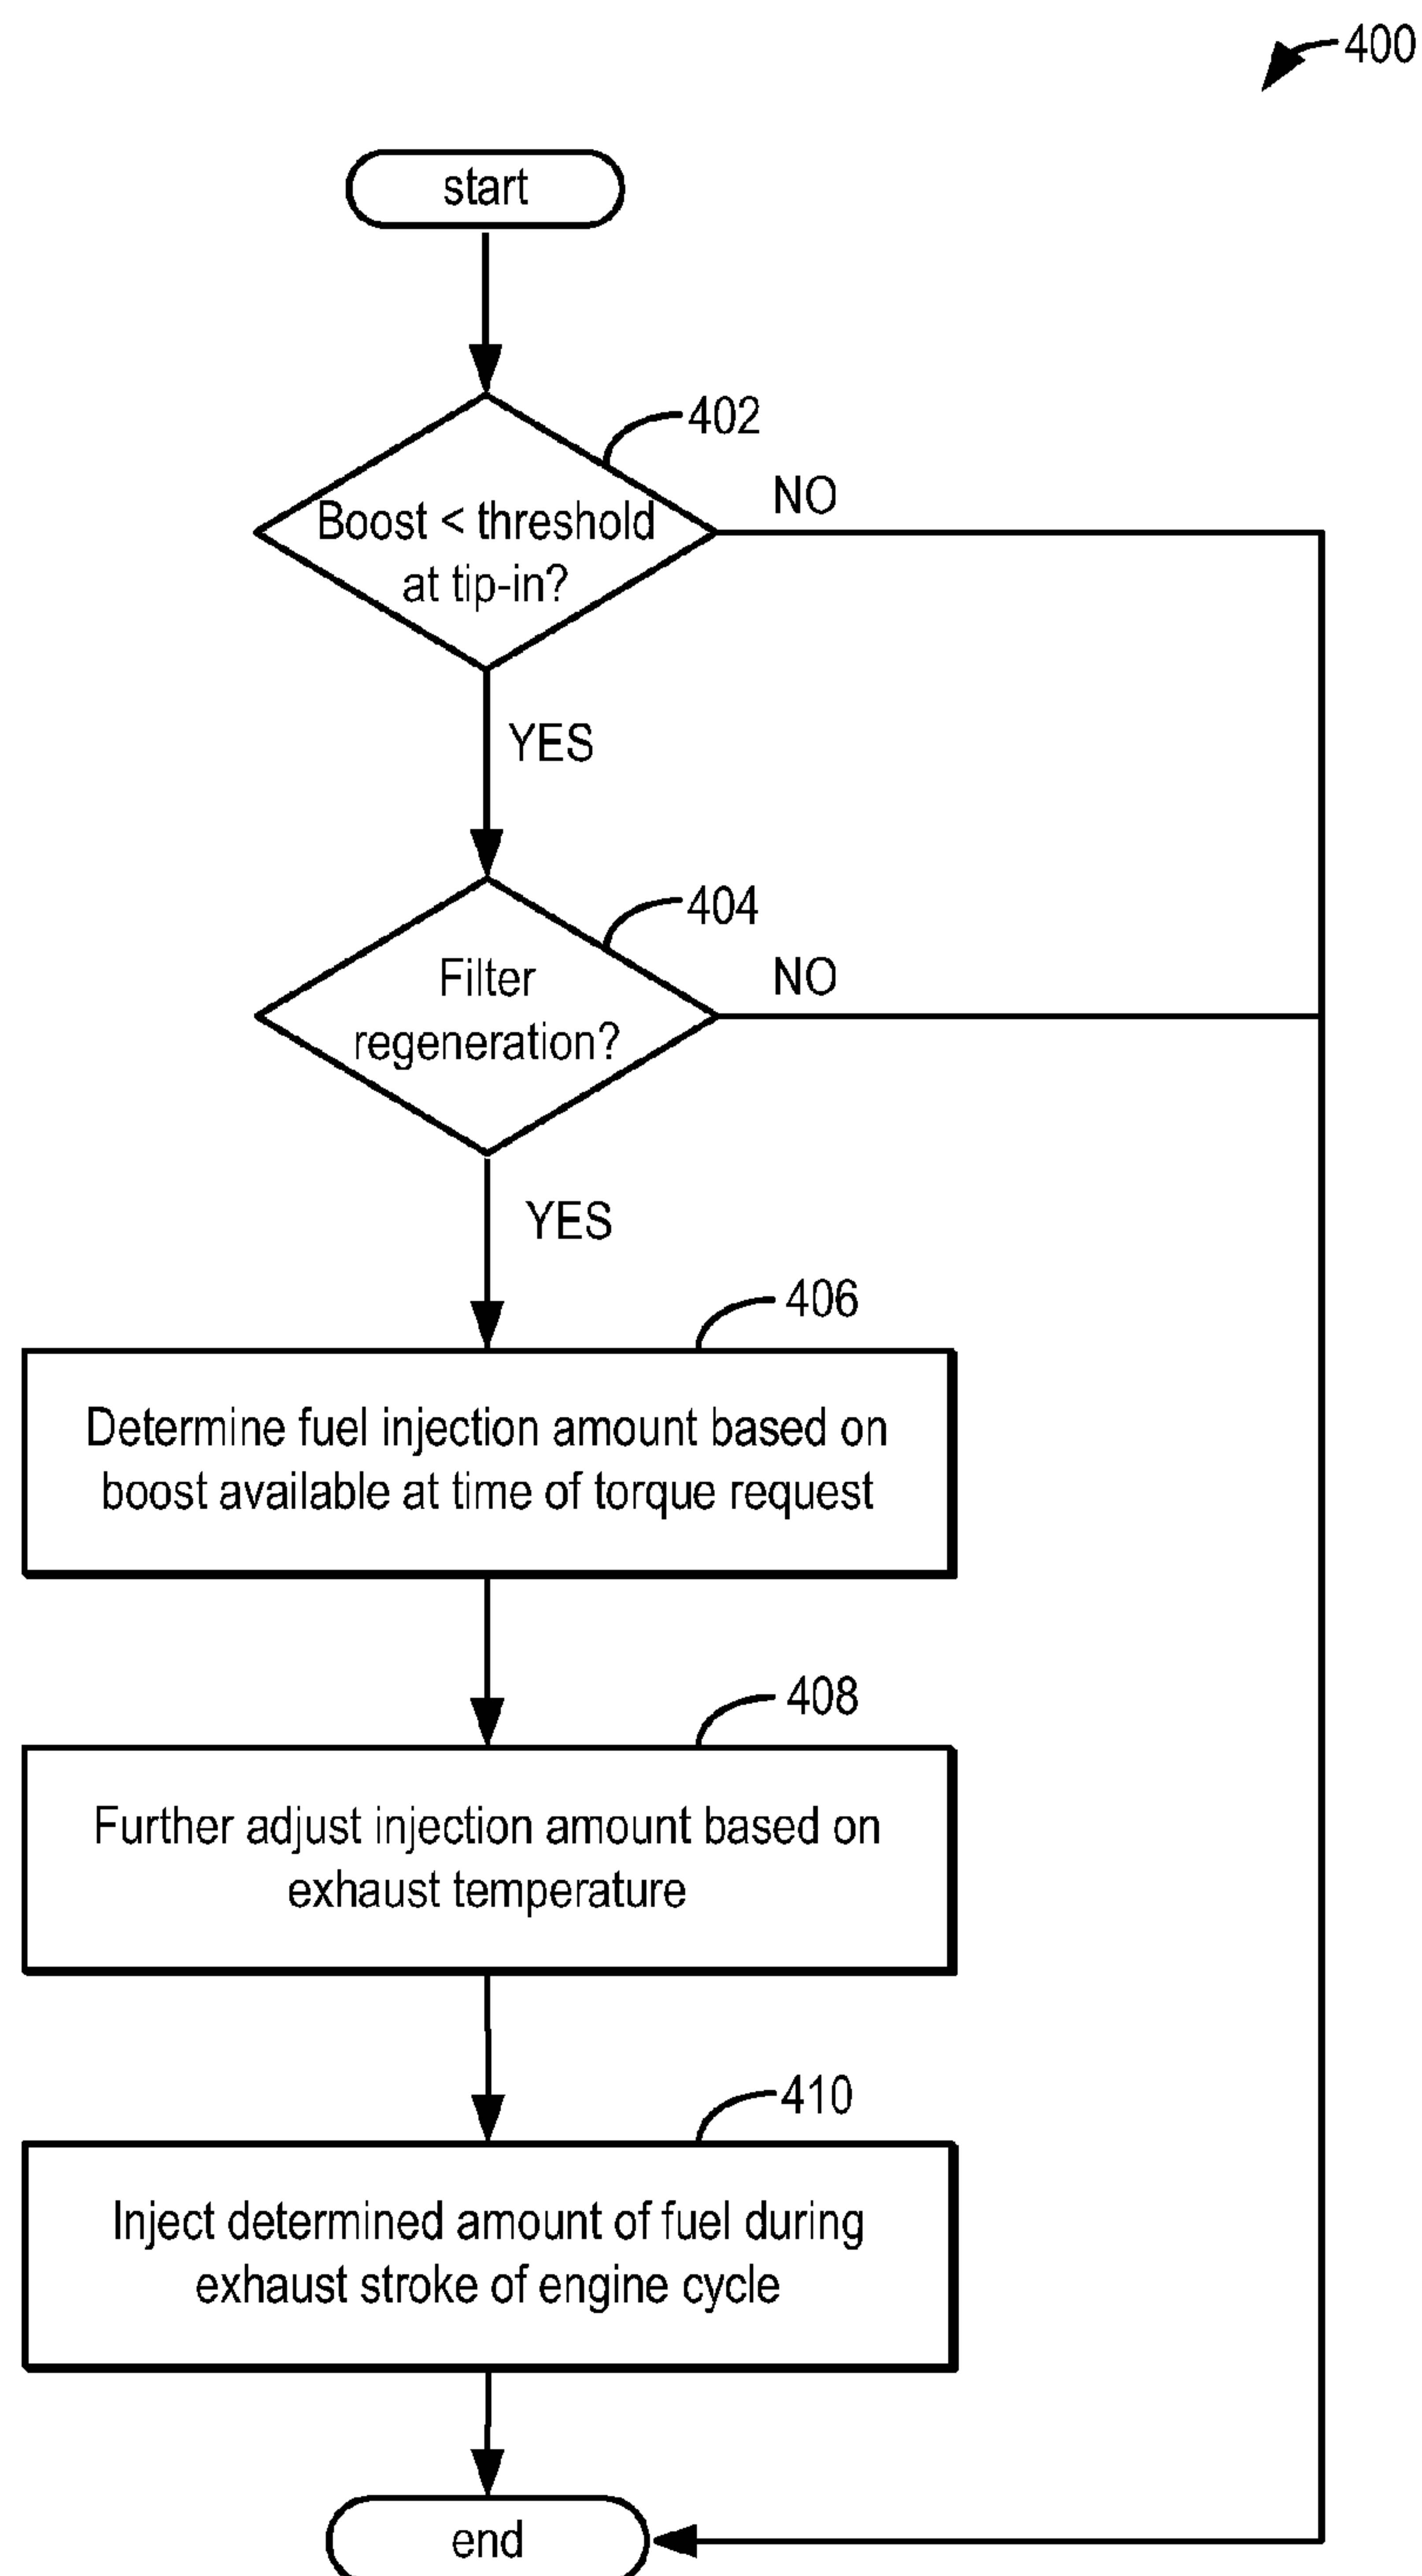 400
start
402
NO
Boost < threshold
at tip-in?
YES
404
NO
Filter
regeneration?
YES
406
Determine fuel injection amount based on
boost available at time of torque request
408
Further adjust injection amount based on
exhaust temperature
410
Inject determined amount of fuel during
exhaust stroke of engine cycle
end